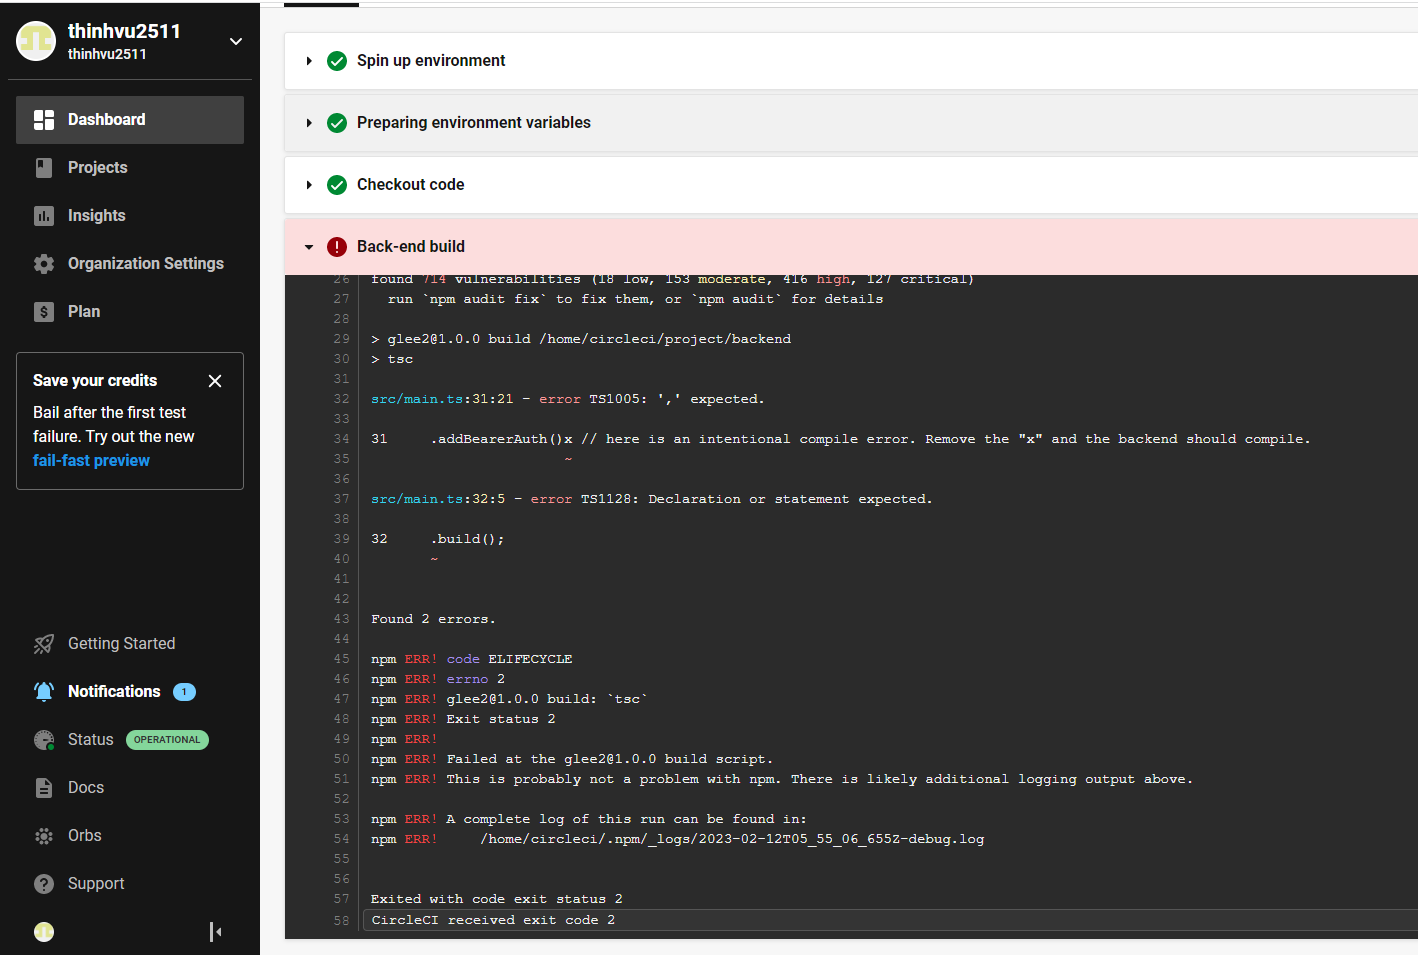 thinhvu2511
thinhvu2511
Dashboard
Projects
Insights
Organization Settings
Plan
Save your credits
Bail after the first test
failure. Try out the new
fail-fast preview
Getting Started
Notifications 1
Status OPERATIONAL
Docs
Orbs
Support
Spin up environment
Preparing environment variables
Checkout code
Back-end build
26 found 714 vulnerabilities (18 low, 153 moderate, 416 high, 127 critical)
27 run `npm audit fix` to fix them, or `npm audit` for details
28
29 > glee2@1.0.0 build /home/circleci/project/backend
30 > tsc
31
32 src/main.ts:31:21 - error TS1005: ',' expected.
33
34 31 .addBearerAuth()x // here is an intentional compile error. Remove the "x" and the backend should compile.
35 ~
36
37 src/main.ts:32:5 - error TS1128: Declaration or statement expected.
38
39 32 .build();
40 ~
41
42
43 Found 2 errors.
44
45 npm ERR! code ELIFECYCLE
46 npm ERR! errno 2
47 npm ERR! glee2@1.0.0 build: `tsc`
48 npm ERR! Exit status 2
49 npm ERR!
50 npm ERR! Failed at the glee2@1.0.0 build script.
51 npm ERR! This is probably not a problem with npm. There is likely additional logging output above.
52
53 npm ERR! A complete log of this run can be found in:
54 npm ERR! /home/circleci/.npm/_logs/2023-02-12T05_55_06_655Z-debug.log
55
56
57 Exited with code exit status 2
58 CircleCI received exit code 2